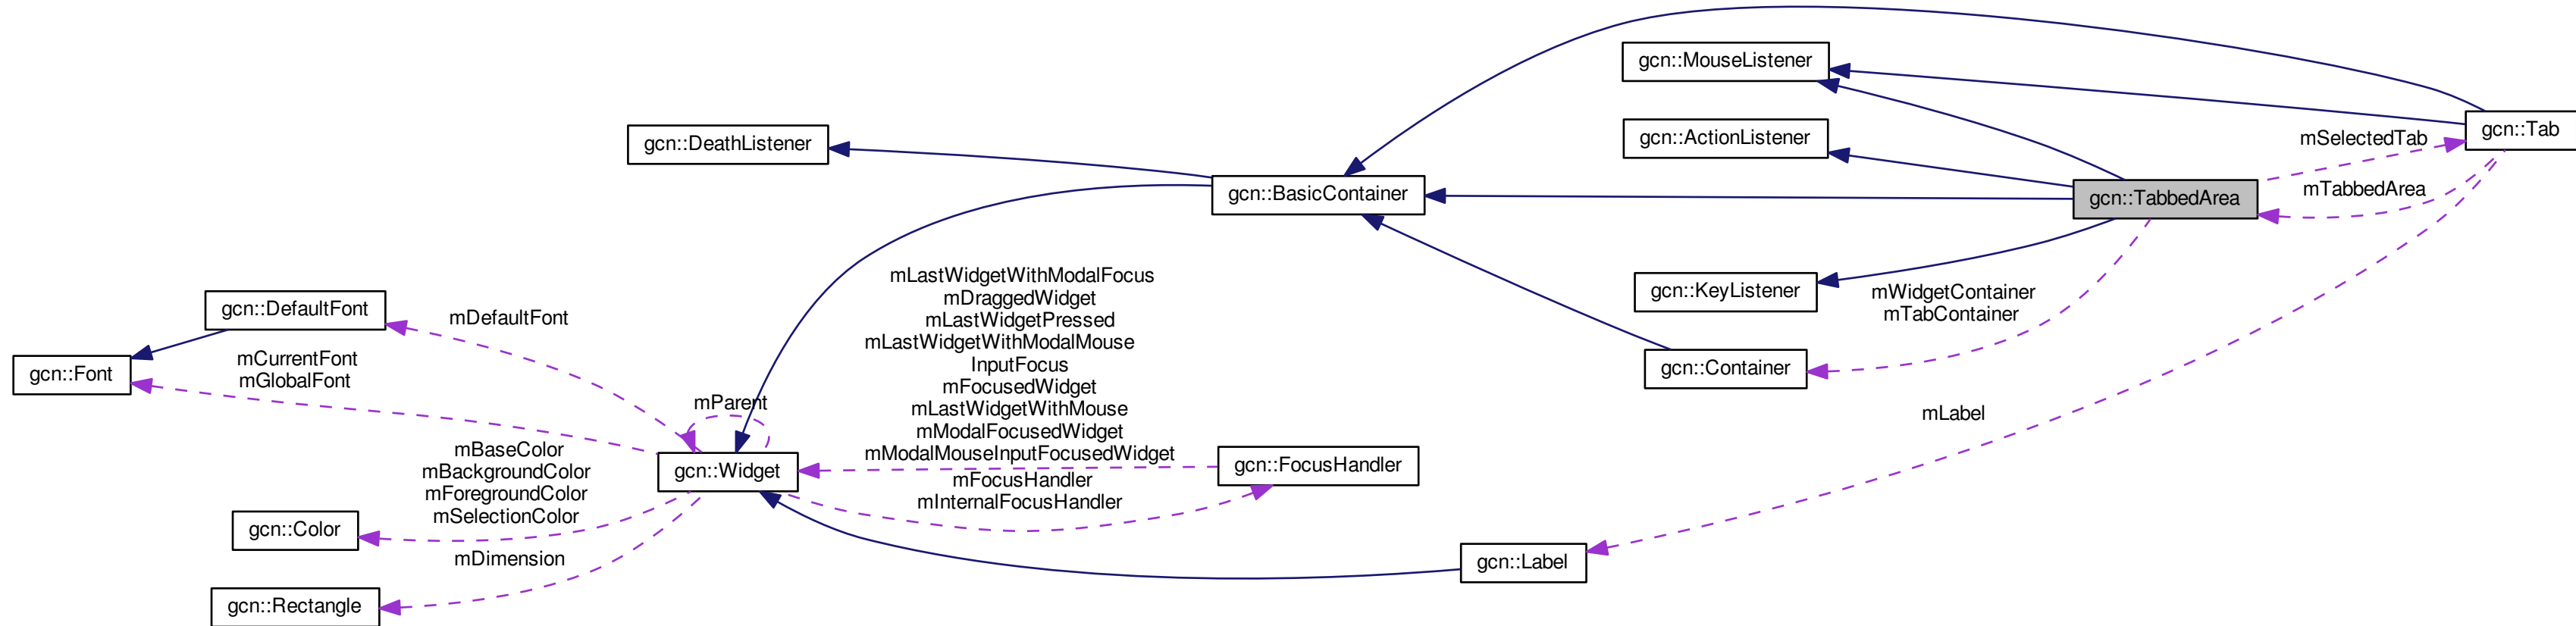 gcn::MouseListener
gcn::Tab
gcn::ActionListener
mSelectedTab
gcn::DeathListener
gcn::BasicContainer
gcn::TabbedArea
mTabbedArea
mLastWidgetWithModalFocus
mDraggedWidget
mLastWidgetPressed
mLastWidgetWithModalMouse
InputFocus
mFocusedWidget
mLastWidgetWithMouse
mModalFocusedWidget
mModalMouseInputFocusedWidget
gcn::KeyListener
mWidgetContainer
mTabContainer
gcn::DefaultFont
mDefaultFont
mCurrentFont
mGlobalFont
gcn::Font
gcn::Container
mParent
mLabel
mBaseColor
mBackgroundColor
mForegroundColor
mSelectionColor
gcn::Widget
gcn::FocusHandler
mFocusHandler
mInternalFocusHandler
gcn::Color
mDimension
gcn::Label
gcn::Rectangle